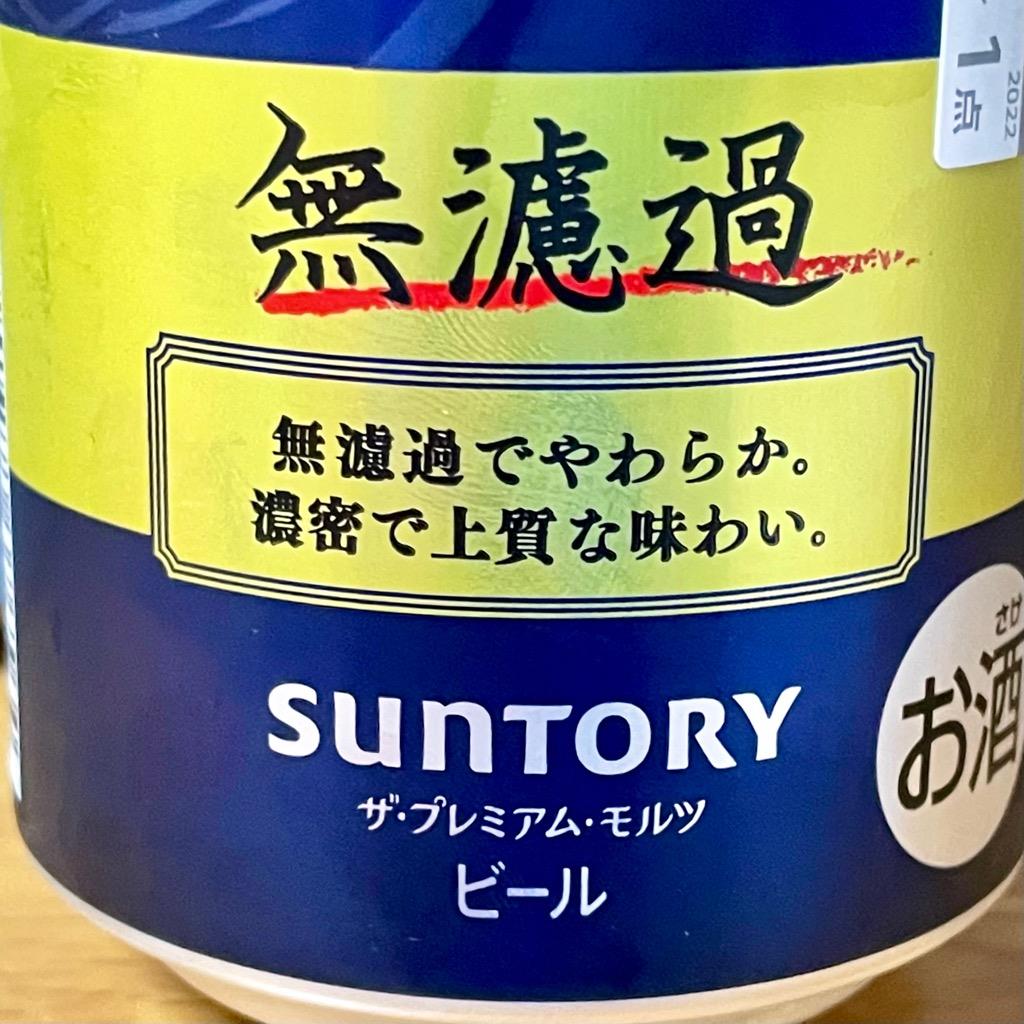 1点
2022
無濾過
無濾過でやわらか。
濃密で上質な味わい。
SUNTORY
ザ・プレミアム・モルツ
ビール
さけ
お酒